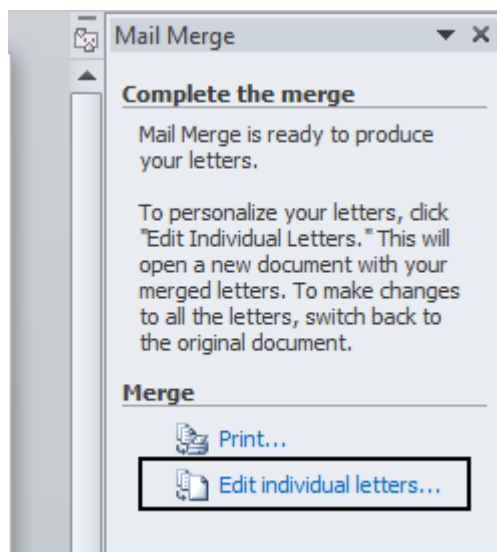 Mail Merge
Complete the merge
Mail Merge is ready to produce
your letters.
To personalize your letters, click
"Edit Individual Letters." This will
open a new document with your
merged letters. To make changes
to all the letters, switch back to
the original document.
Merge
Print...
Edit individual letters...